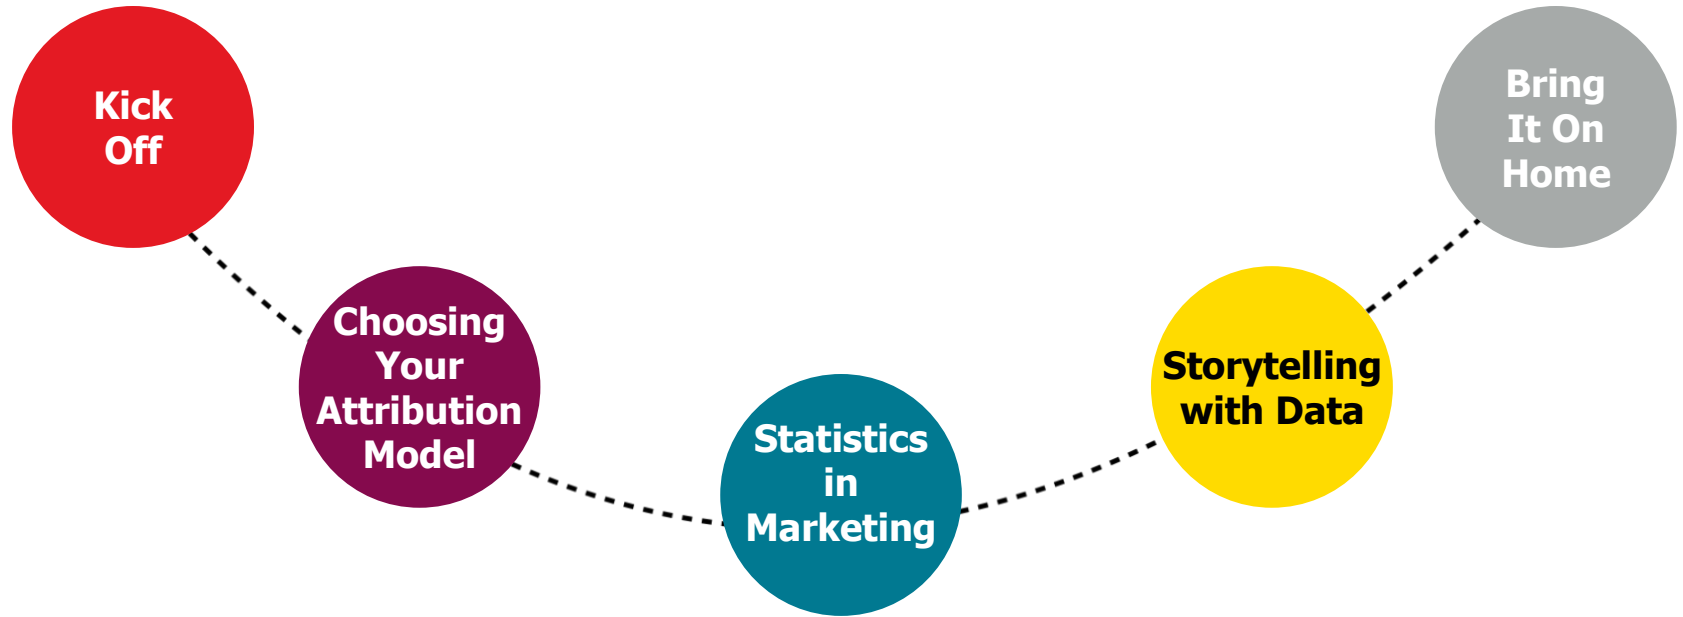 Kick
Off
Choosing
Your
Attribution
Model
Statistics
in
Marketing
Storytelling
with Data
Bring
It On
Home